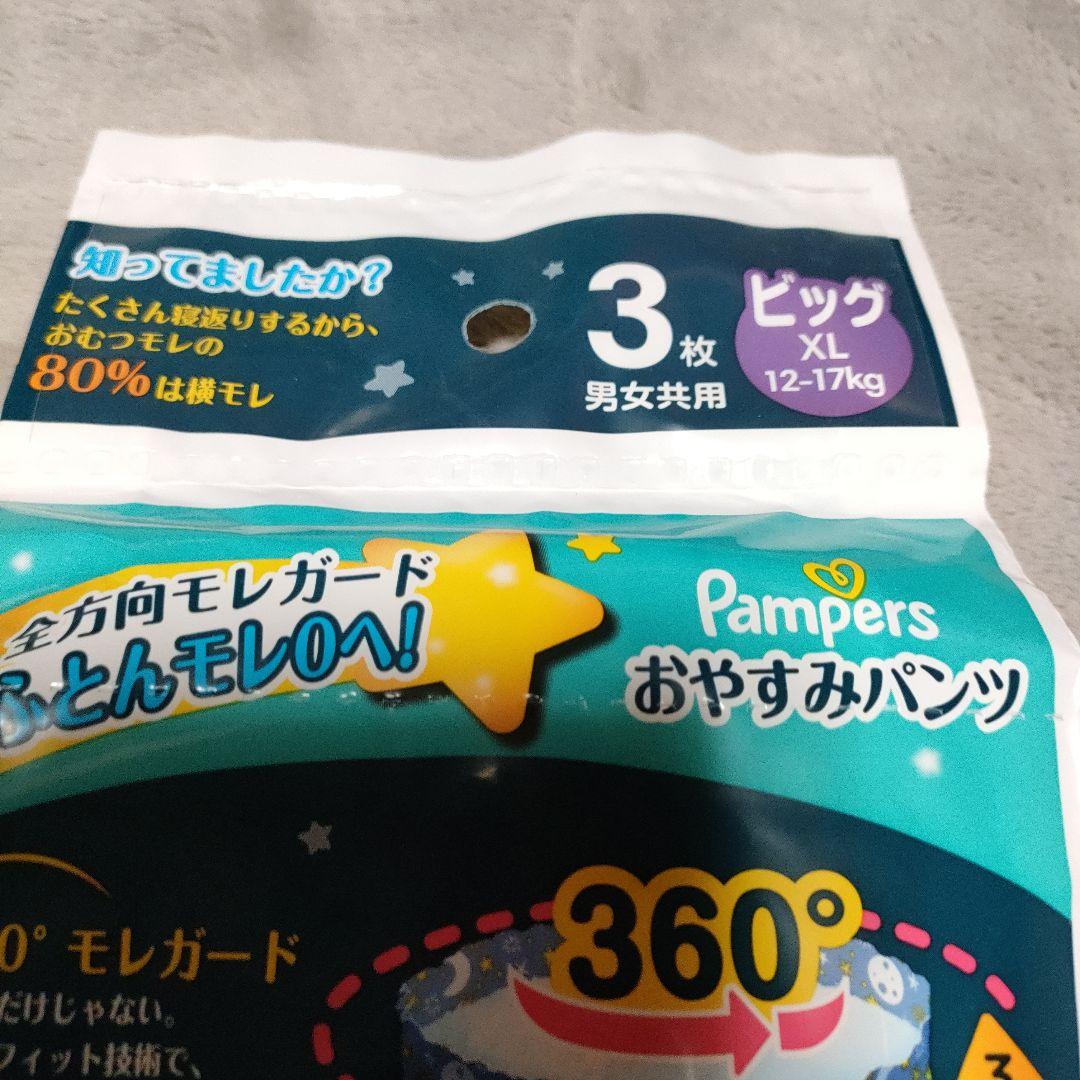 知ってましたか?
たくさん寝返りするから、
おむつモレの
80%は横モレ
3枚
男女共用
ビッグ
XL
12-17kg
全方向モレガード
ふとんモレ0へ!
Pampers
おやすみパンツ
0° モレガード
だけじゃない。
フィット技術で、
360°
3